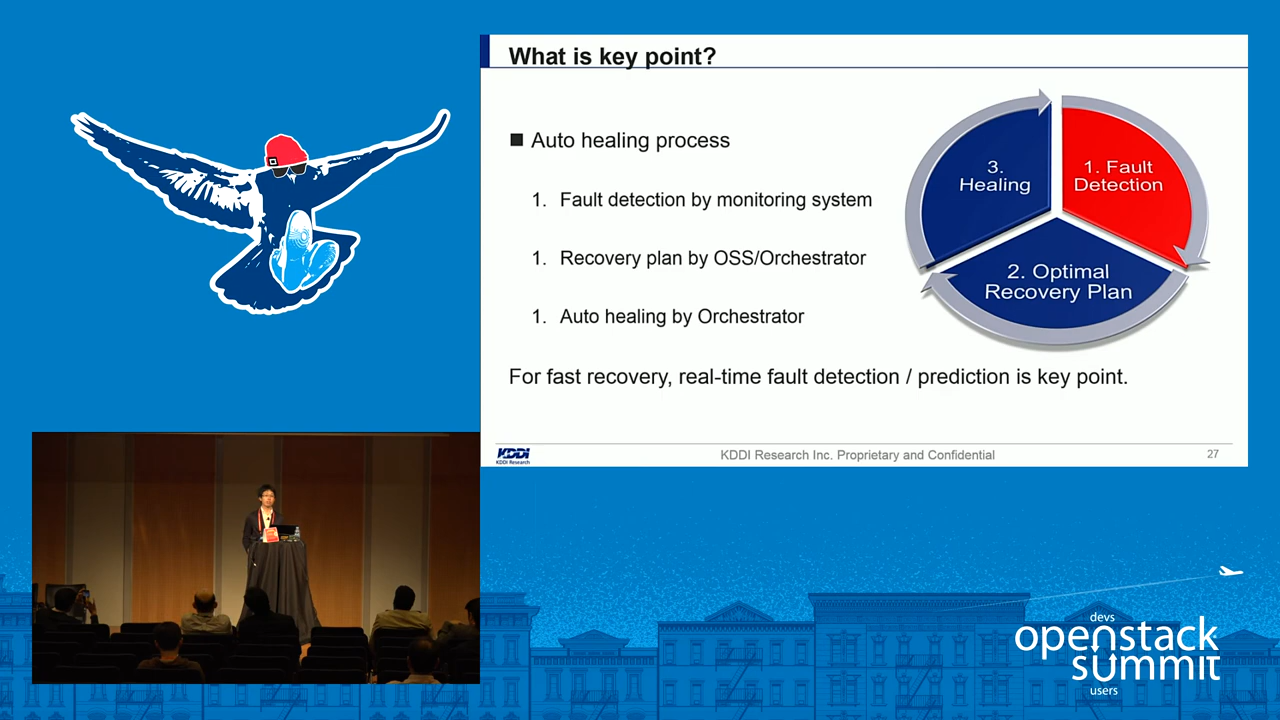 What is key point?
■ Auto healing process
1. Fault detection by monitoring system
1. Recovery plan by OSS/Orchestrator
1. Auto healing by Orchestrator
For fast recovery, real-time fault detection / prediction is key point.
3.
Healing
1. Fault
Detection
2. Optimal
Recovery Plan
KDDI
KDDI Research
KDDI Research Inc. Proprietary and Confidential
27
devs
openstack
summit
users